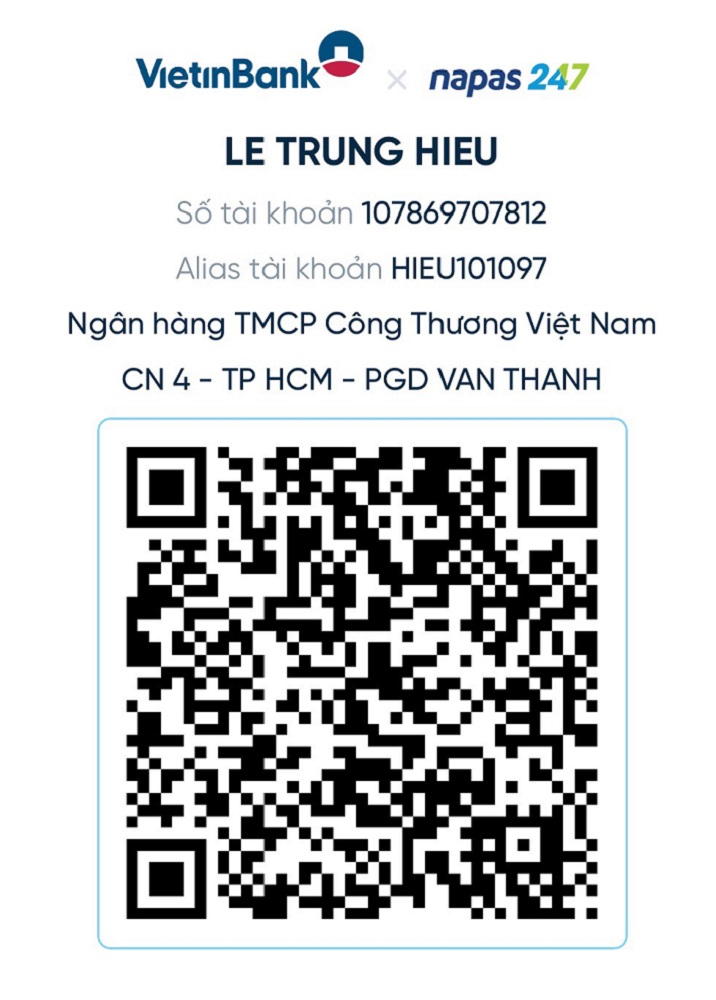 VietinBank × napas 247
LE TRUNG HIEU
Số tài khoản 107869707812
Alias tài khoản HIEU101097
Ngân hàng TMCP Công Thương Việt Nam
CN 4 - TP HCM - PGD VAN THANH